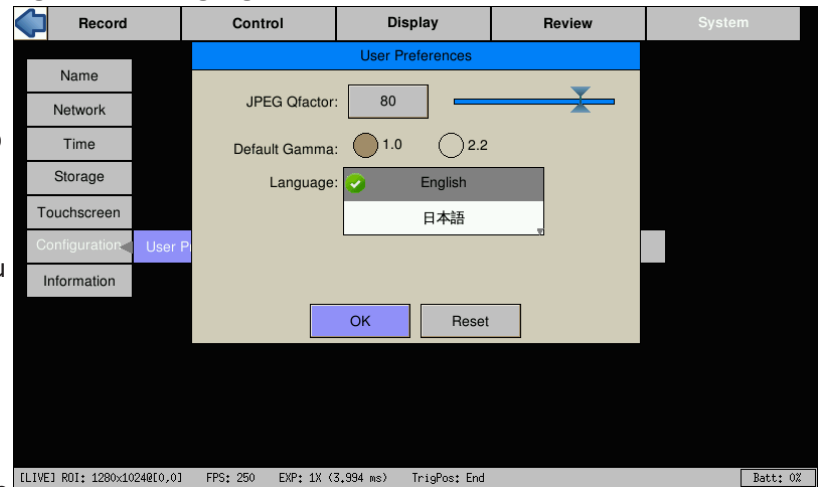 Record Control Display Review System
User Preferences
Name
JPEG Qfactor: 80
Network
Time
Default Gamma: 1.0 2.2
Storage
Language: English
Touchscreen
日本語
Configuration User P
Information
OK Reset
[LIVE] ROI: 1280x1024@[0,0] FPS: 250 EXP: 1X (3.994 ms) TrigPos: End Batt: 0%